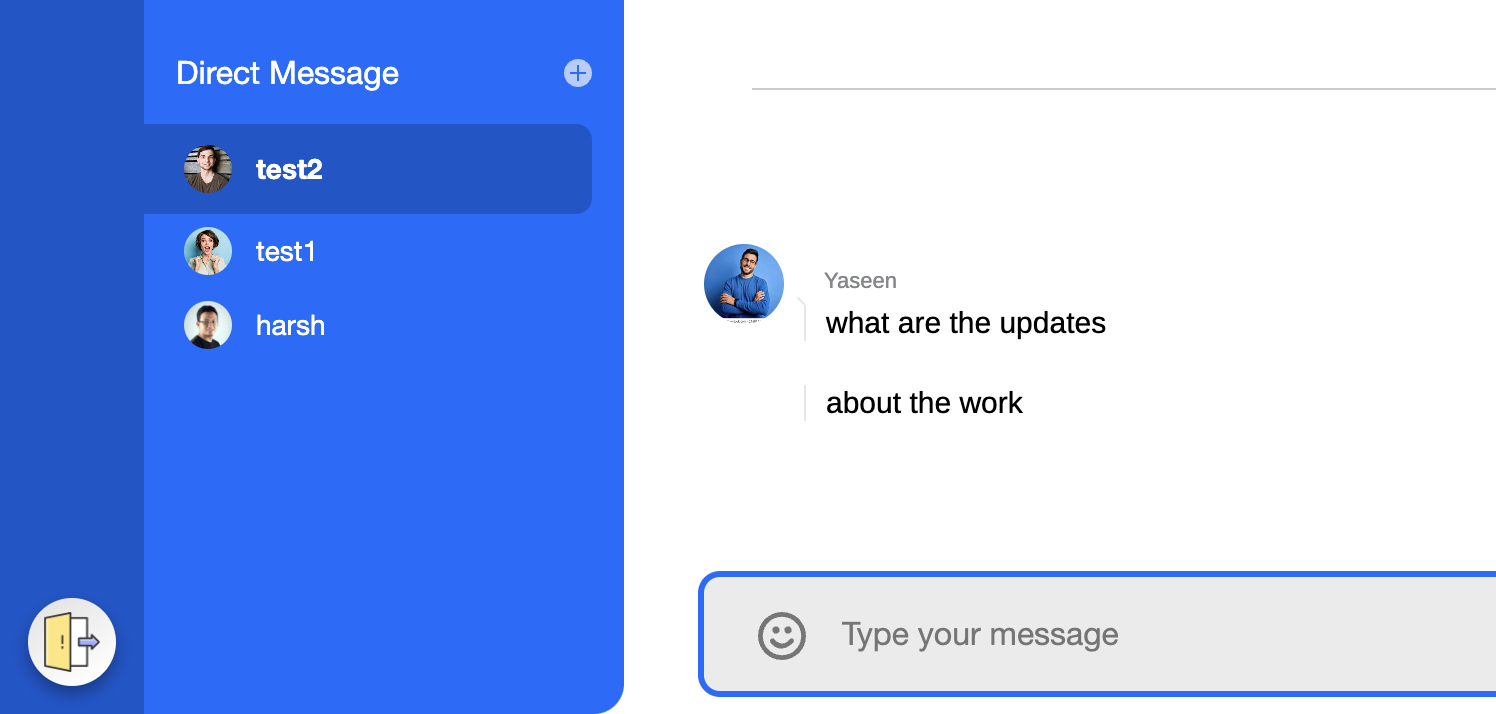 Direct Message
test2
test1
harsh
Yaseen
what are the updates
about the work
Type your message